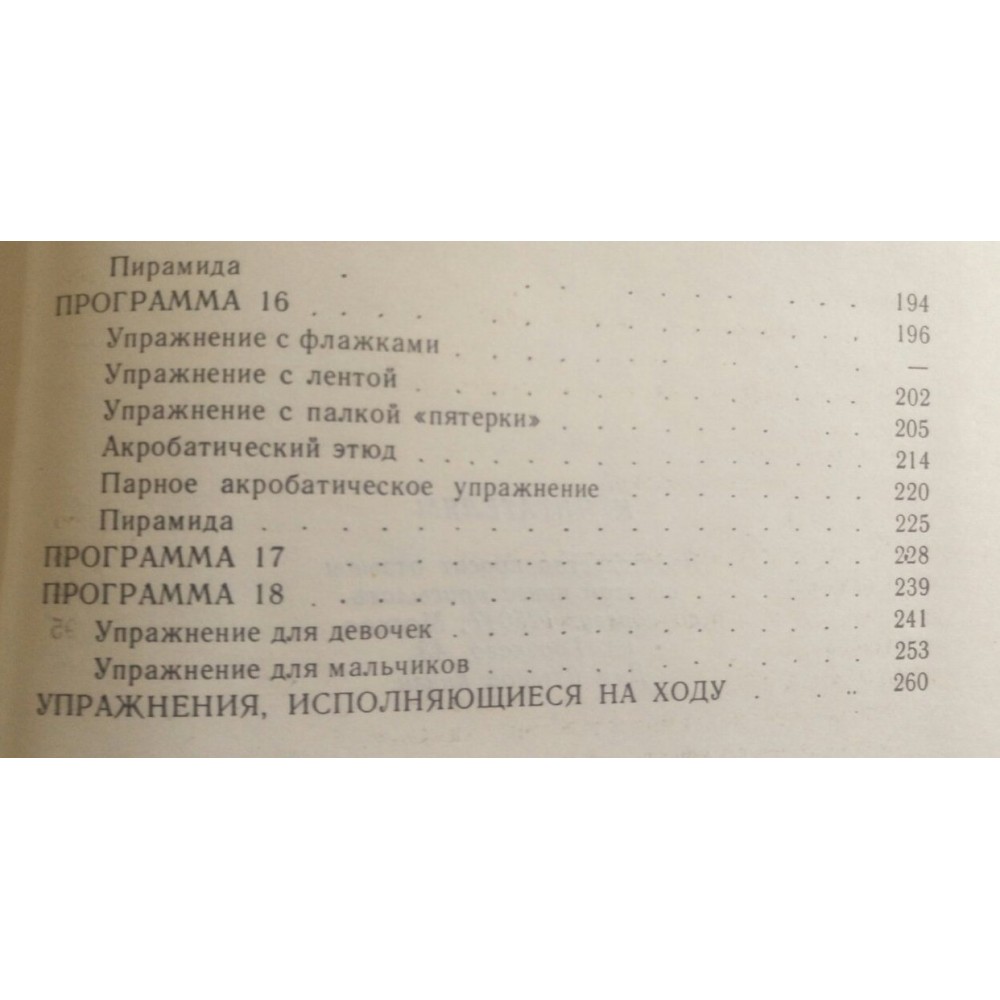 Пирамида . . . . . . . 194
ПРОГРАММА 16 . . . . . . . 196
Упражнение с флажками . . . . . . . —
Упражнение с лентой . . . . . . . 202
Упражнение с палкой «пятерки» . . . . . . . 205
Акробатический этюд . . . . . . . 214
Парное акробатическое упражнение . . . . . . . 220
Пирамида . . . . . . . 225
ПРОГРАММА 17 . . . . . . . 228
ПРОГРАММА 18 . . . . . . . 239
Упражнение для девочек . . . . . . . 241
Упражнение для мальчиков . . . . . . . 253
УПРАЖНЕНИЯ, ИСПОЛНЯЮЩИЕСЯ НА ХОДУ . . . . 260